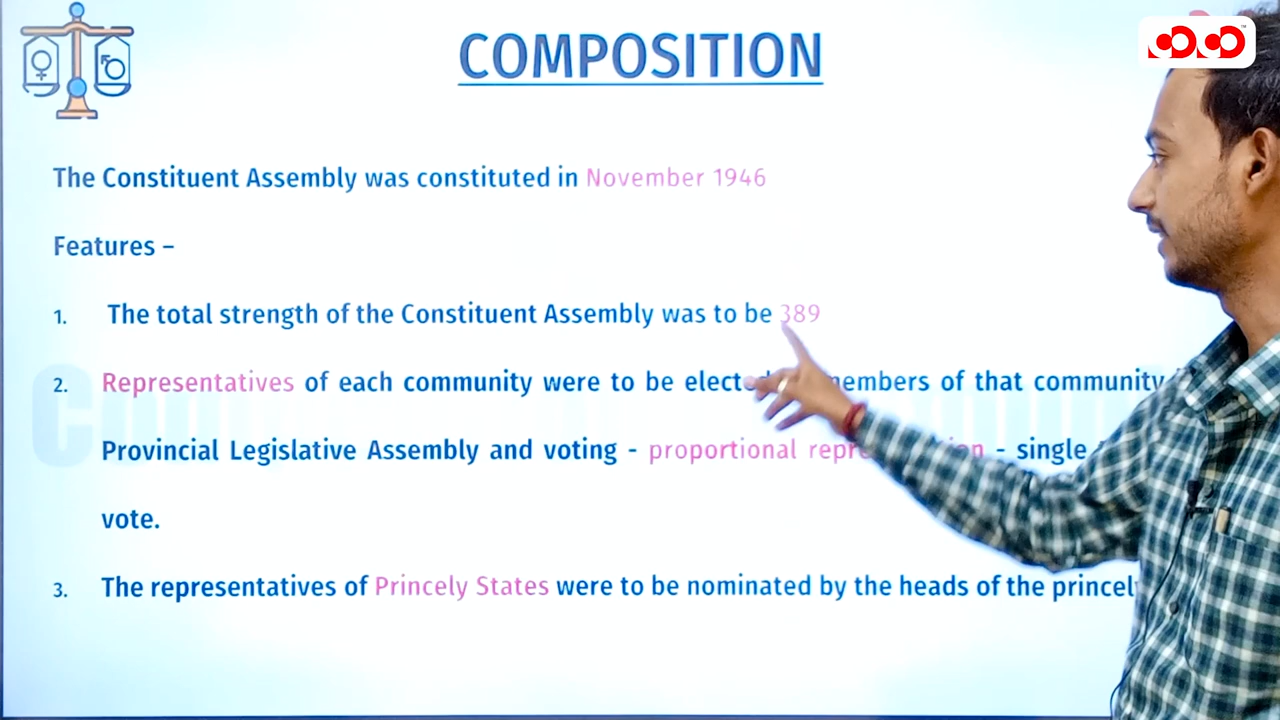 COMPOSITION
The Constituent Assembly was constituted in November 1946
Features –
1. The total strength of the Constituent Assembly was to be 389
2. Representatives of each community were to be members of that community
Provincial Legislative Assembly and voting - proportional - single
vote.
3. The representatives of Princely States were to be nominated by the heads of the